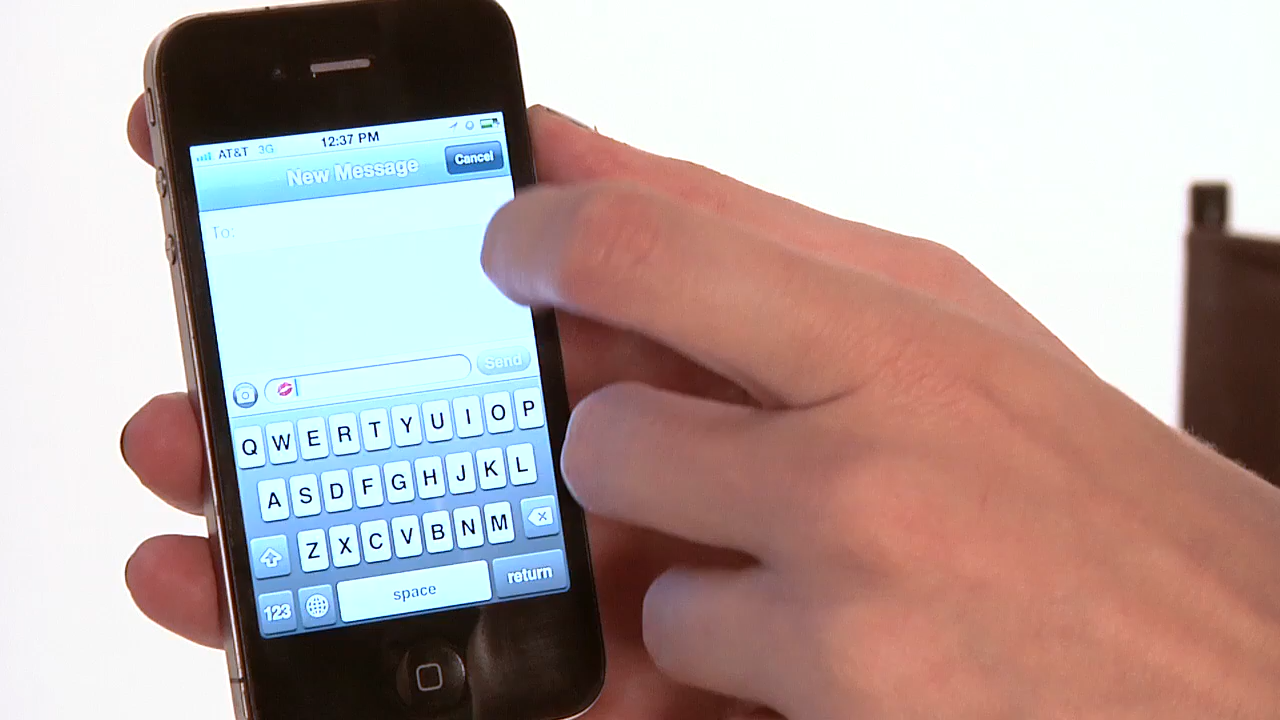 AT&T 3G 12:37 PM
New Message Cancel
To:
Send
Q W E R T Y U I O P
A S D F G H J K L
Z X C V B N M
123 space return